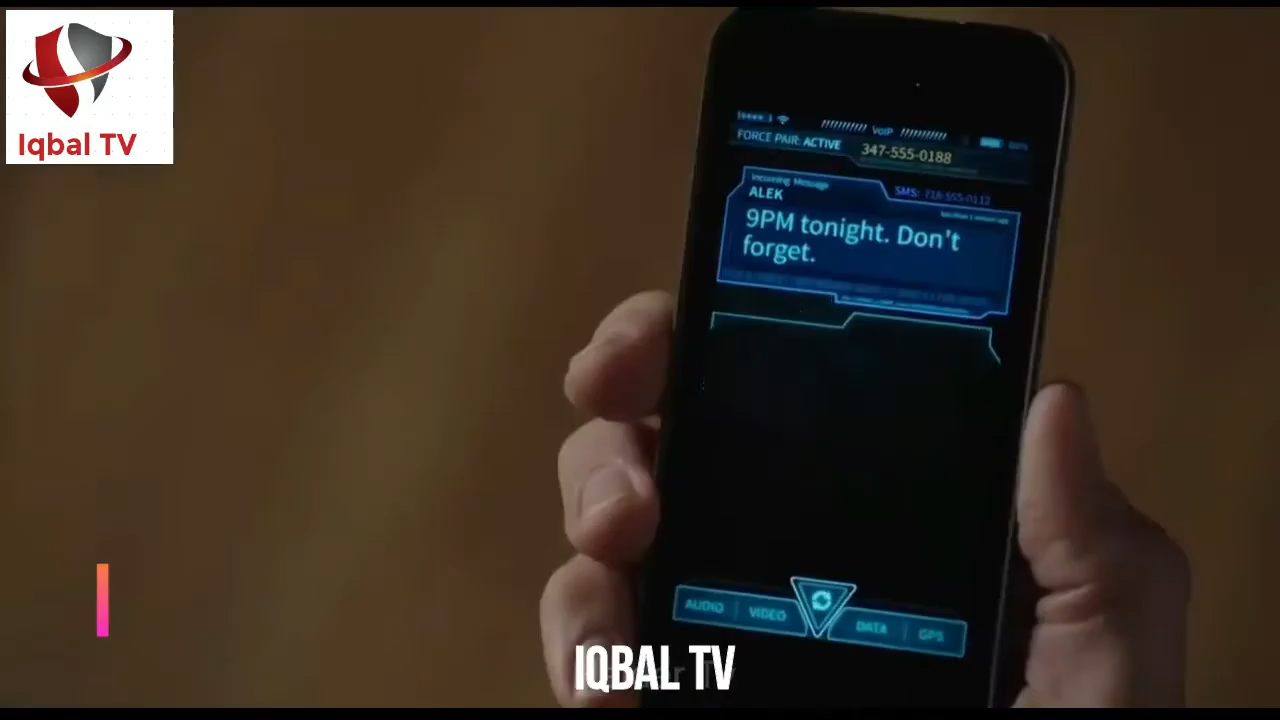 Iqbal TV
VoIP
FORCE PAIR: ACTIVE
347-555-0188
Incoming Message
SMS: 718-555-0112
ALEK
9PM tonight. Don't
forget.
AUDIO
VIDEO
DATA
GPS
IQBAL TV